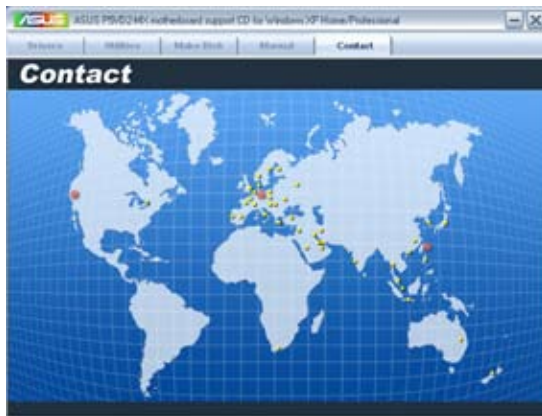 ASUS ASUS P5VD2-MX motherboard support CD for Windows XP Home/Professional
Drivers Utilities Make Disk Manual Contact
Contact